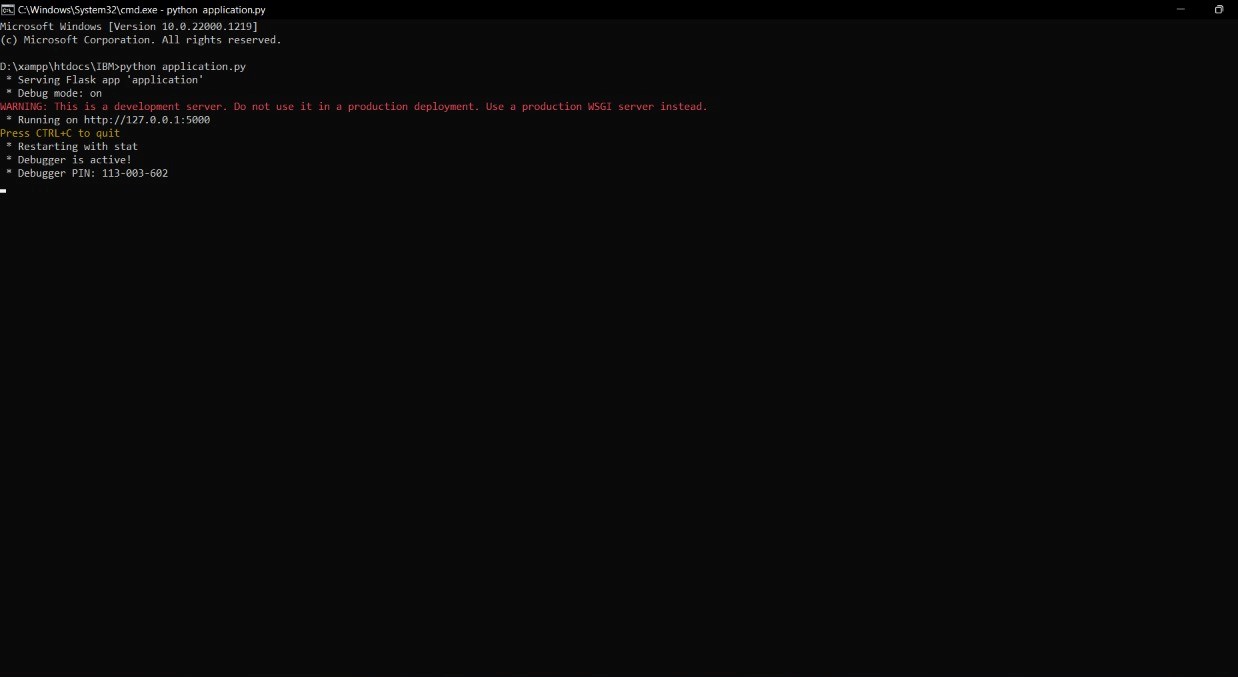 C:\Windows\System32\cmd.exe - python application.py
Microsoft Windows [Version 10.0.22000.1219]
(c) Microsoft Corporation. All rights reserved.
D:\xampp\htdocs\IBM>python application.py
* Serving Flask app 'application'
* Debug mode: on
WARNING: This is a development server. Do not use it in a production deployment. Use a production WSGI server instead.
* Running on http://127.0.0.1:5000
Press CTRL+C to quit
* Restarting with stat
* Debugger is active!
* Debugger PIN: 113-003-602